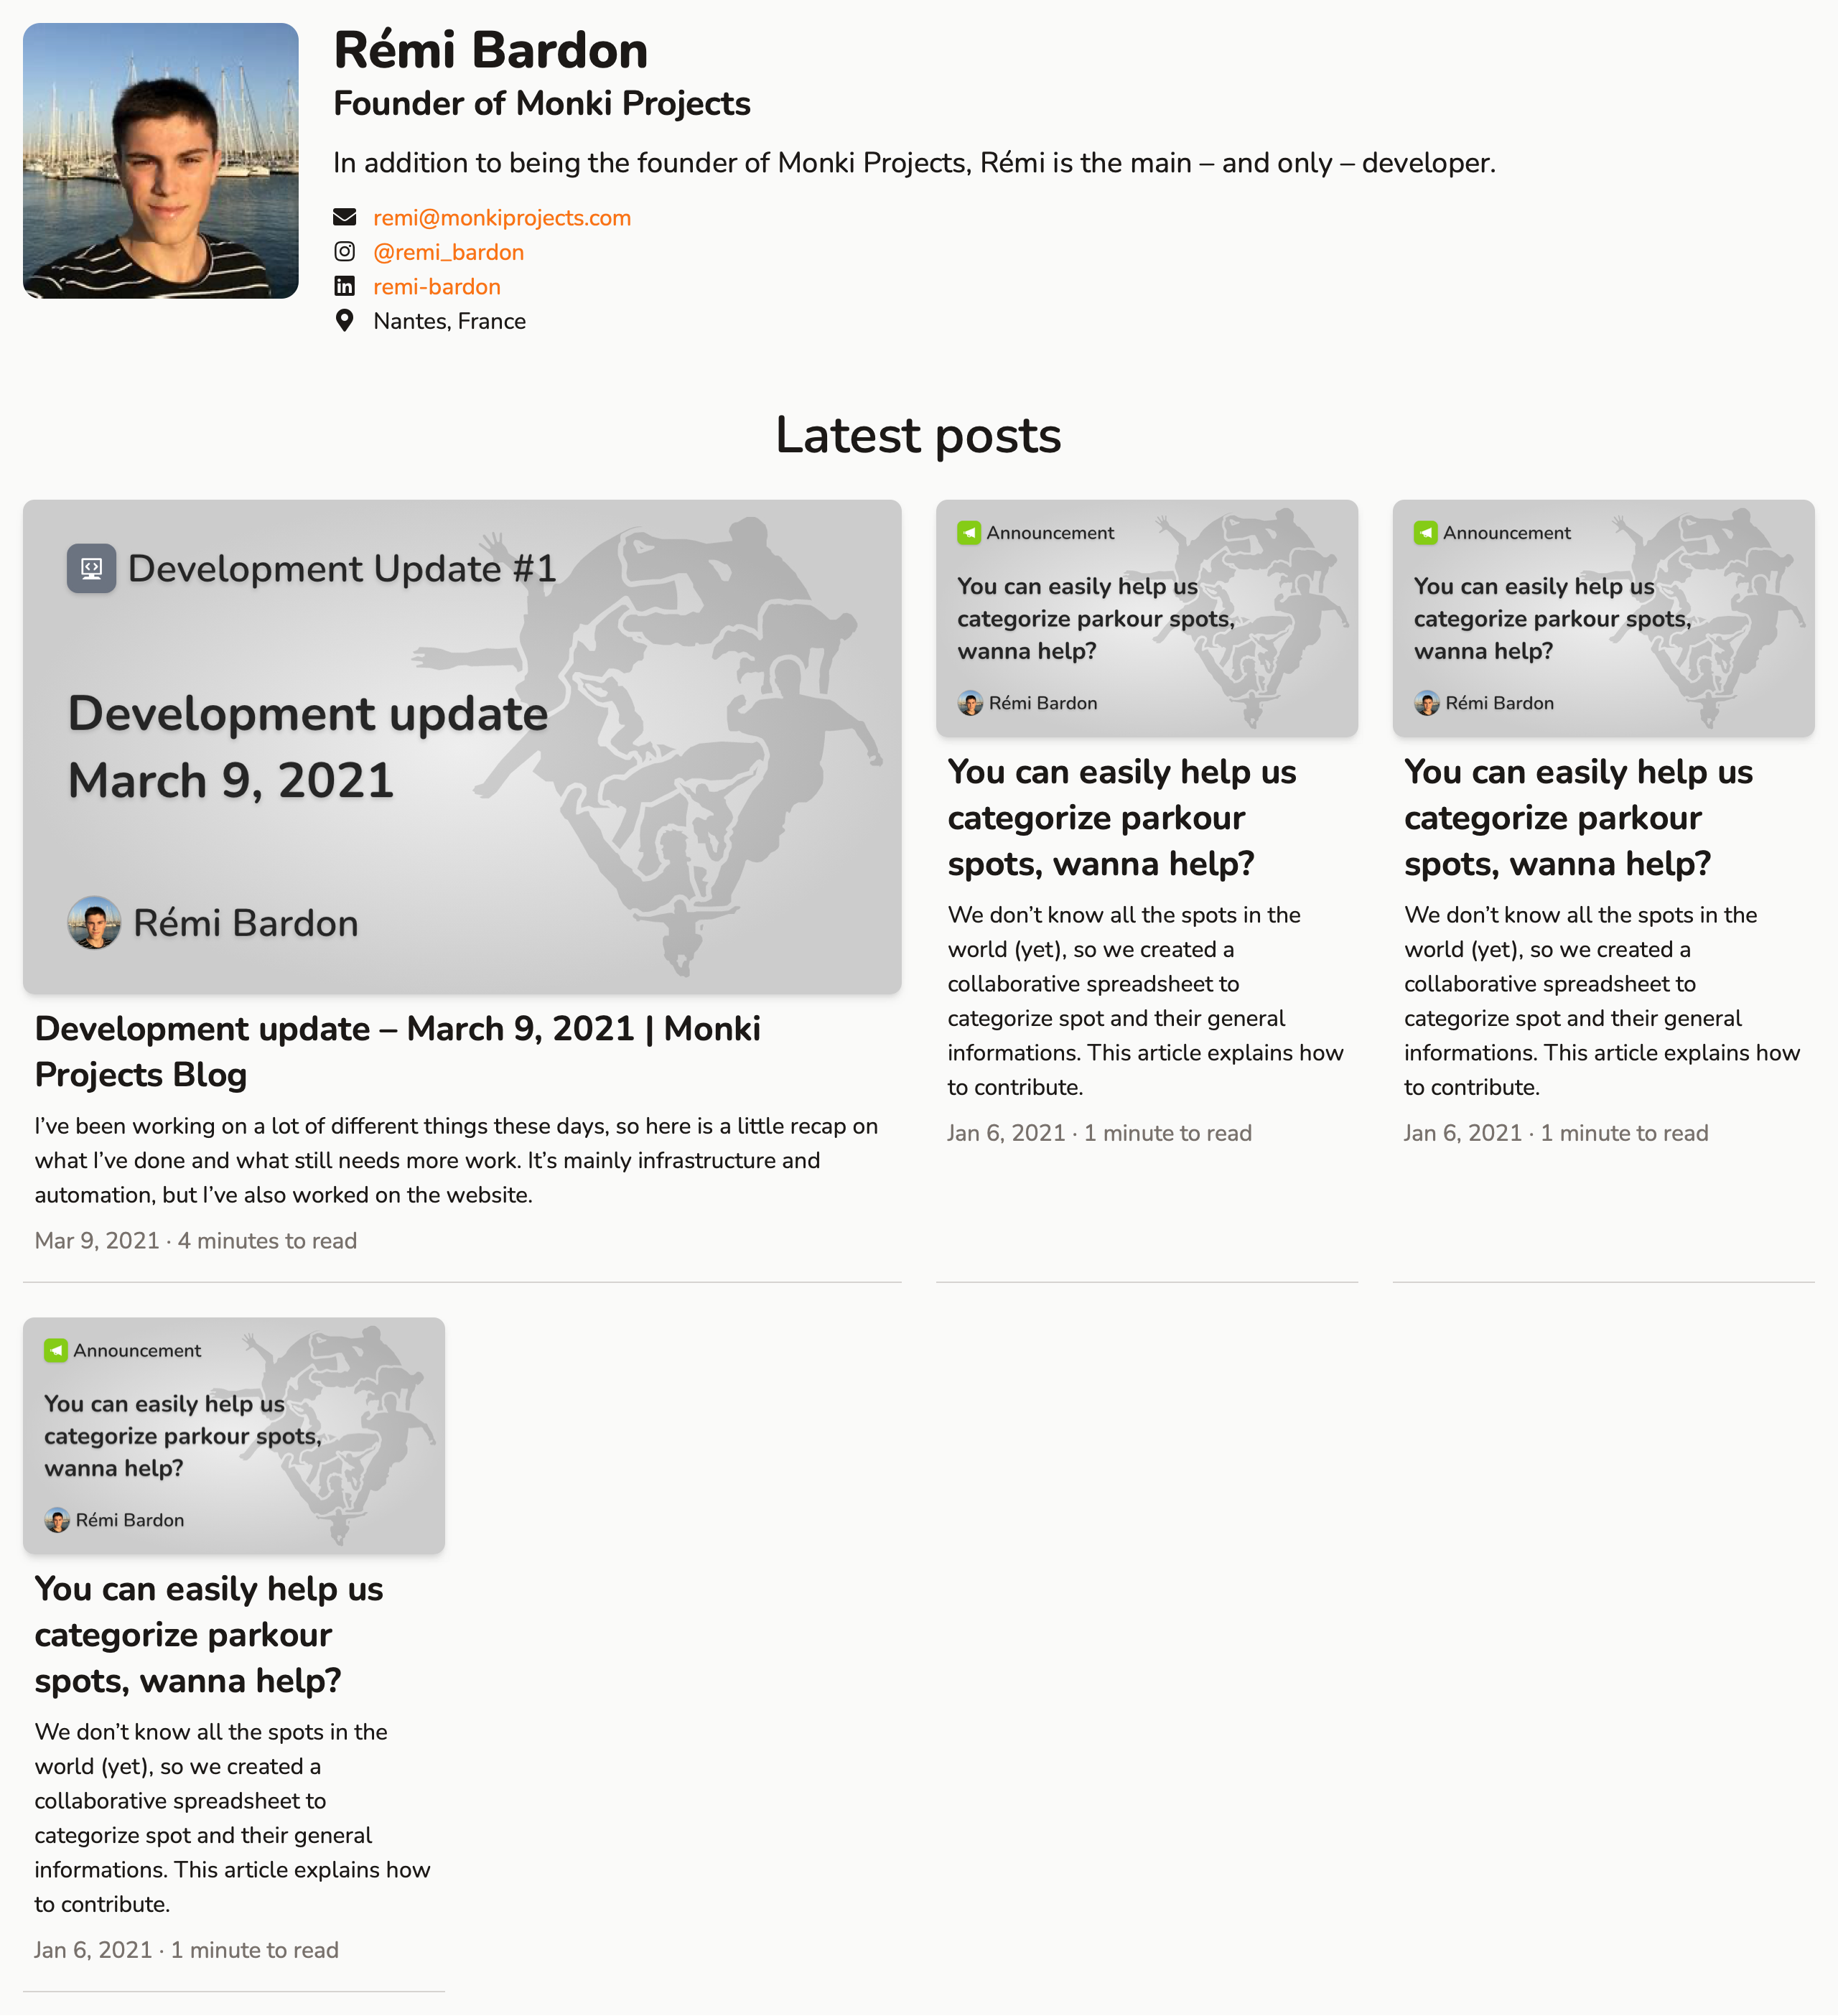 Rémi Bardon
Founder of Monki Projects
In addition to being the founder of Monki Projects, Rémi is the main – and only – developer.
remi@monkiprojects.com
@remi_bardon
remi-bardon
Nantes, France
Latest posts
Development Update #1
Development update
March 9, 2021
Rémi Bardon
Development update – March 9, 2021 | Monki
Projects Blog
I’ve been working on a lot of different things these days, so here is a little recap on
what I’ve done and what still needs more work. It’s mainly infrastructure and
automation, but I’ve also worked on the website.
Mar 9, 2021 · 4 minutes to read
Announcement
You can easily help us
categorize parkour spots,
wanna help?
Rémi Bardon
You can easily help us
categorize parkour
spots, wanna help?
We don’t know all the spots in the
world (yet), so we created a
collaborative spreadsheet to
categorize spot and their general
informations. This article explains how
to contribute.
Jan 6, 2021 · 1 minute to read
Announcement
You can easily help us
categorize parkour spots,
wanna help?
Rémi Bardon
You can easily help us
categorize parkour
spots, wanna help?
We don’t know all the spots in the
world (yet), so we created a
collaborative spreadsheet to
categorize spot and their general
informations. This article explains how
to contribute.
Jan 6, 2021 · 1 minute to read
Announcement
You can easily help us
categorize parkour spots,
wanna help?
Rémi Bardon
You can easily help us
categorize parkour
spots, wanna help?
We don’t know all the spots in the
world (yet), so we created a
collaborative spreadsheet to
categorize spot and their general
informations. This article explains how
to contribute.
Jan 6, 2021 · 1 minute to read